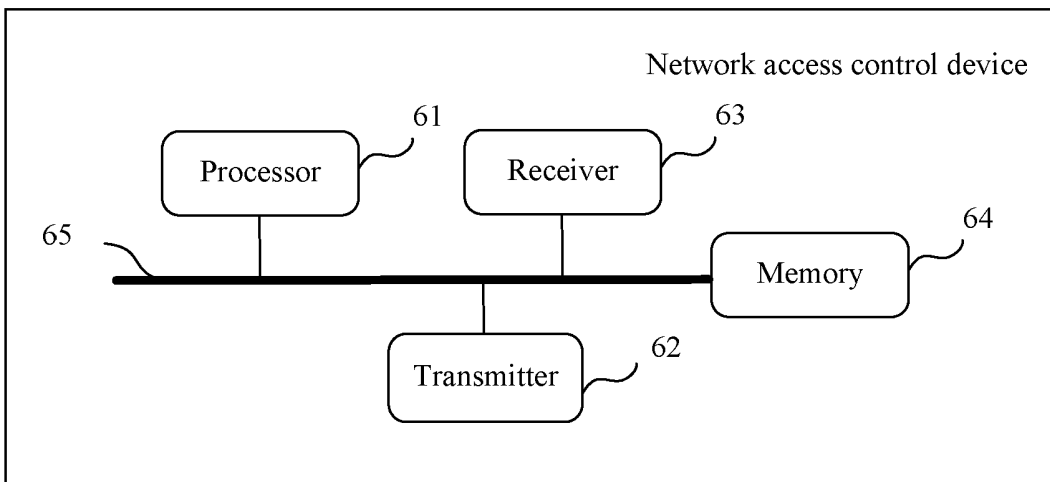 Network access control device
61
63
Processor
Receiver
65
64
Memory
62
Transmitter